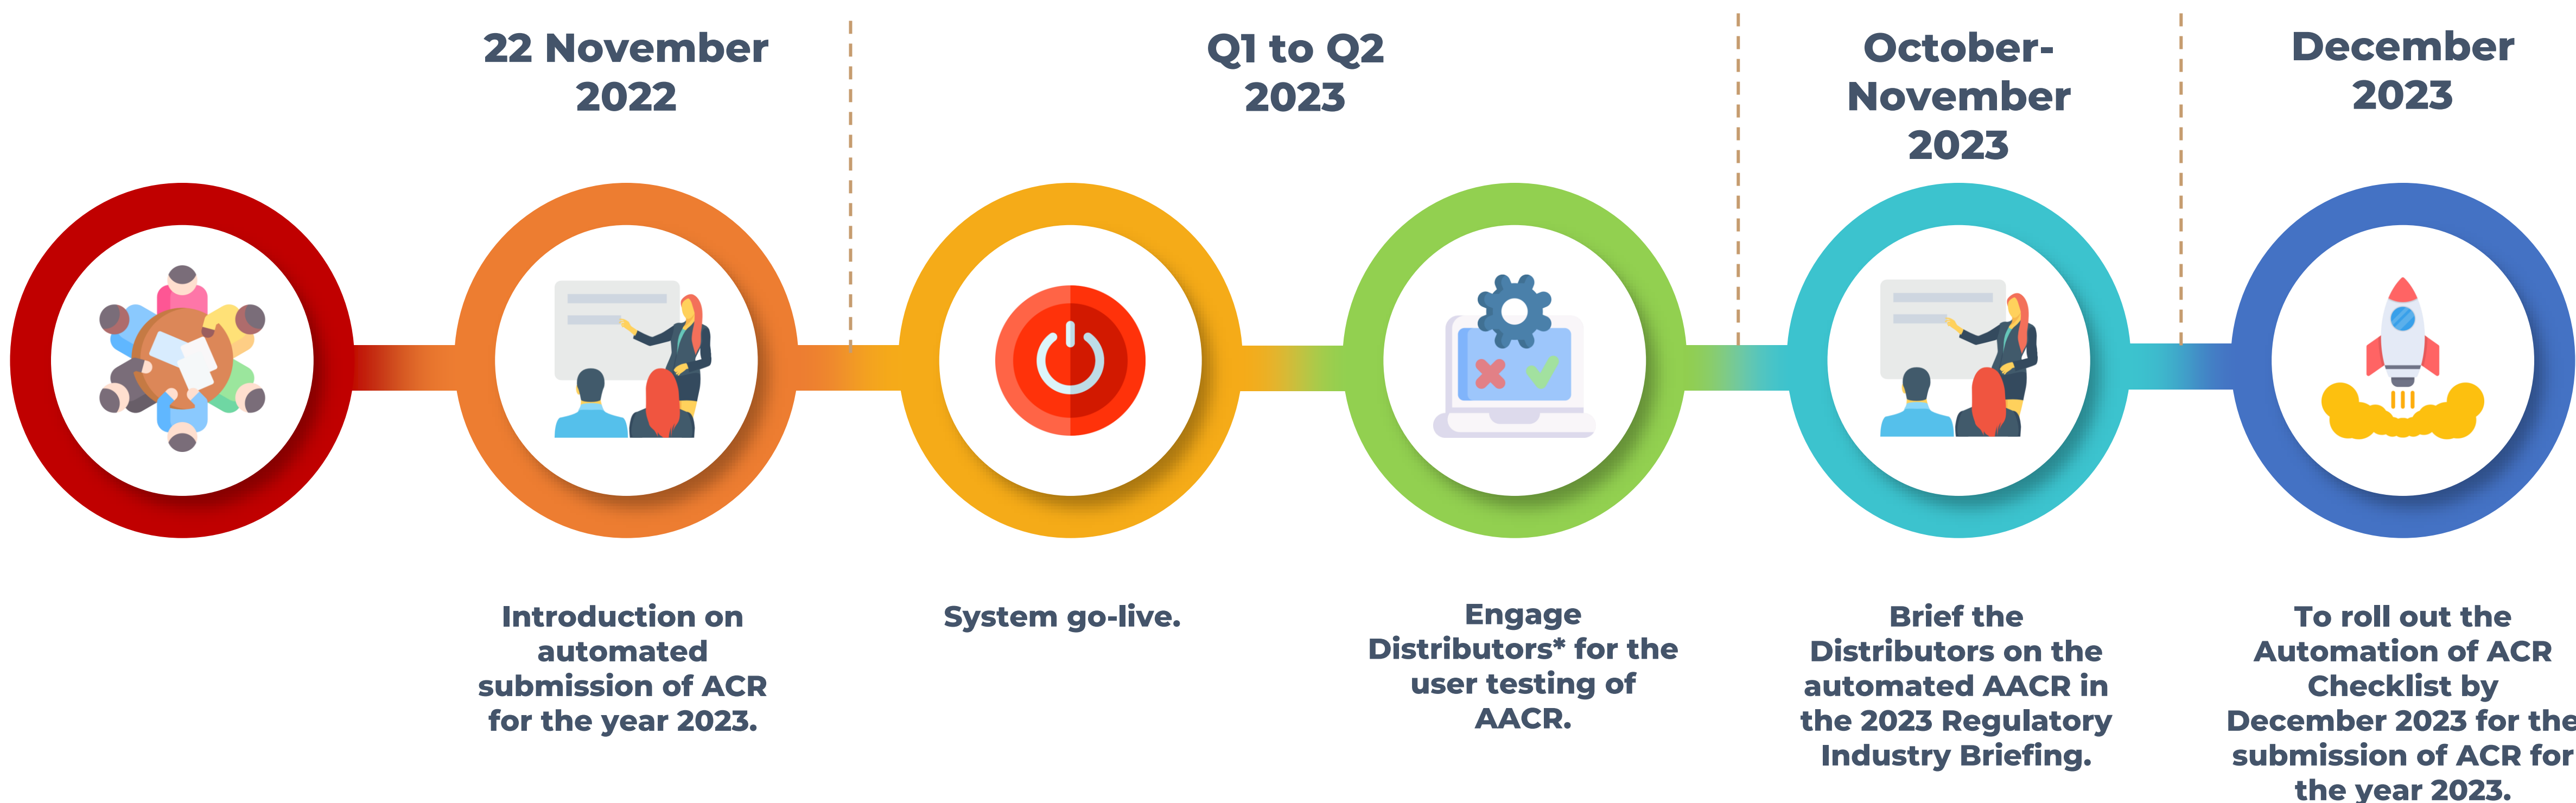 22 November
2022
Q1 to Q2
2023
October-
November
2023
December
2023
Introduction on
automated
submission of ACR
for the year 2023.
System go-live.
Engage
Distributors* for the
user testing of
AACR.
Brief the
Distributors on the
automated AACR in
the 2023 Regulatory
Industry Briefing.
To roll out the
Automation of ACR
Checklist by
December 2023 for the
submission of ACR for
the year 2023.